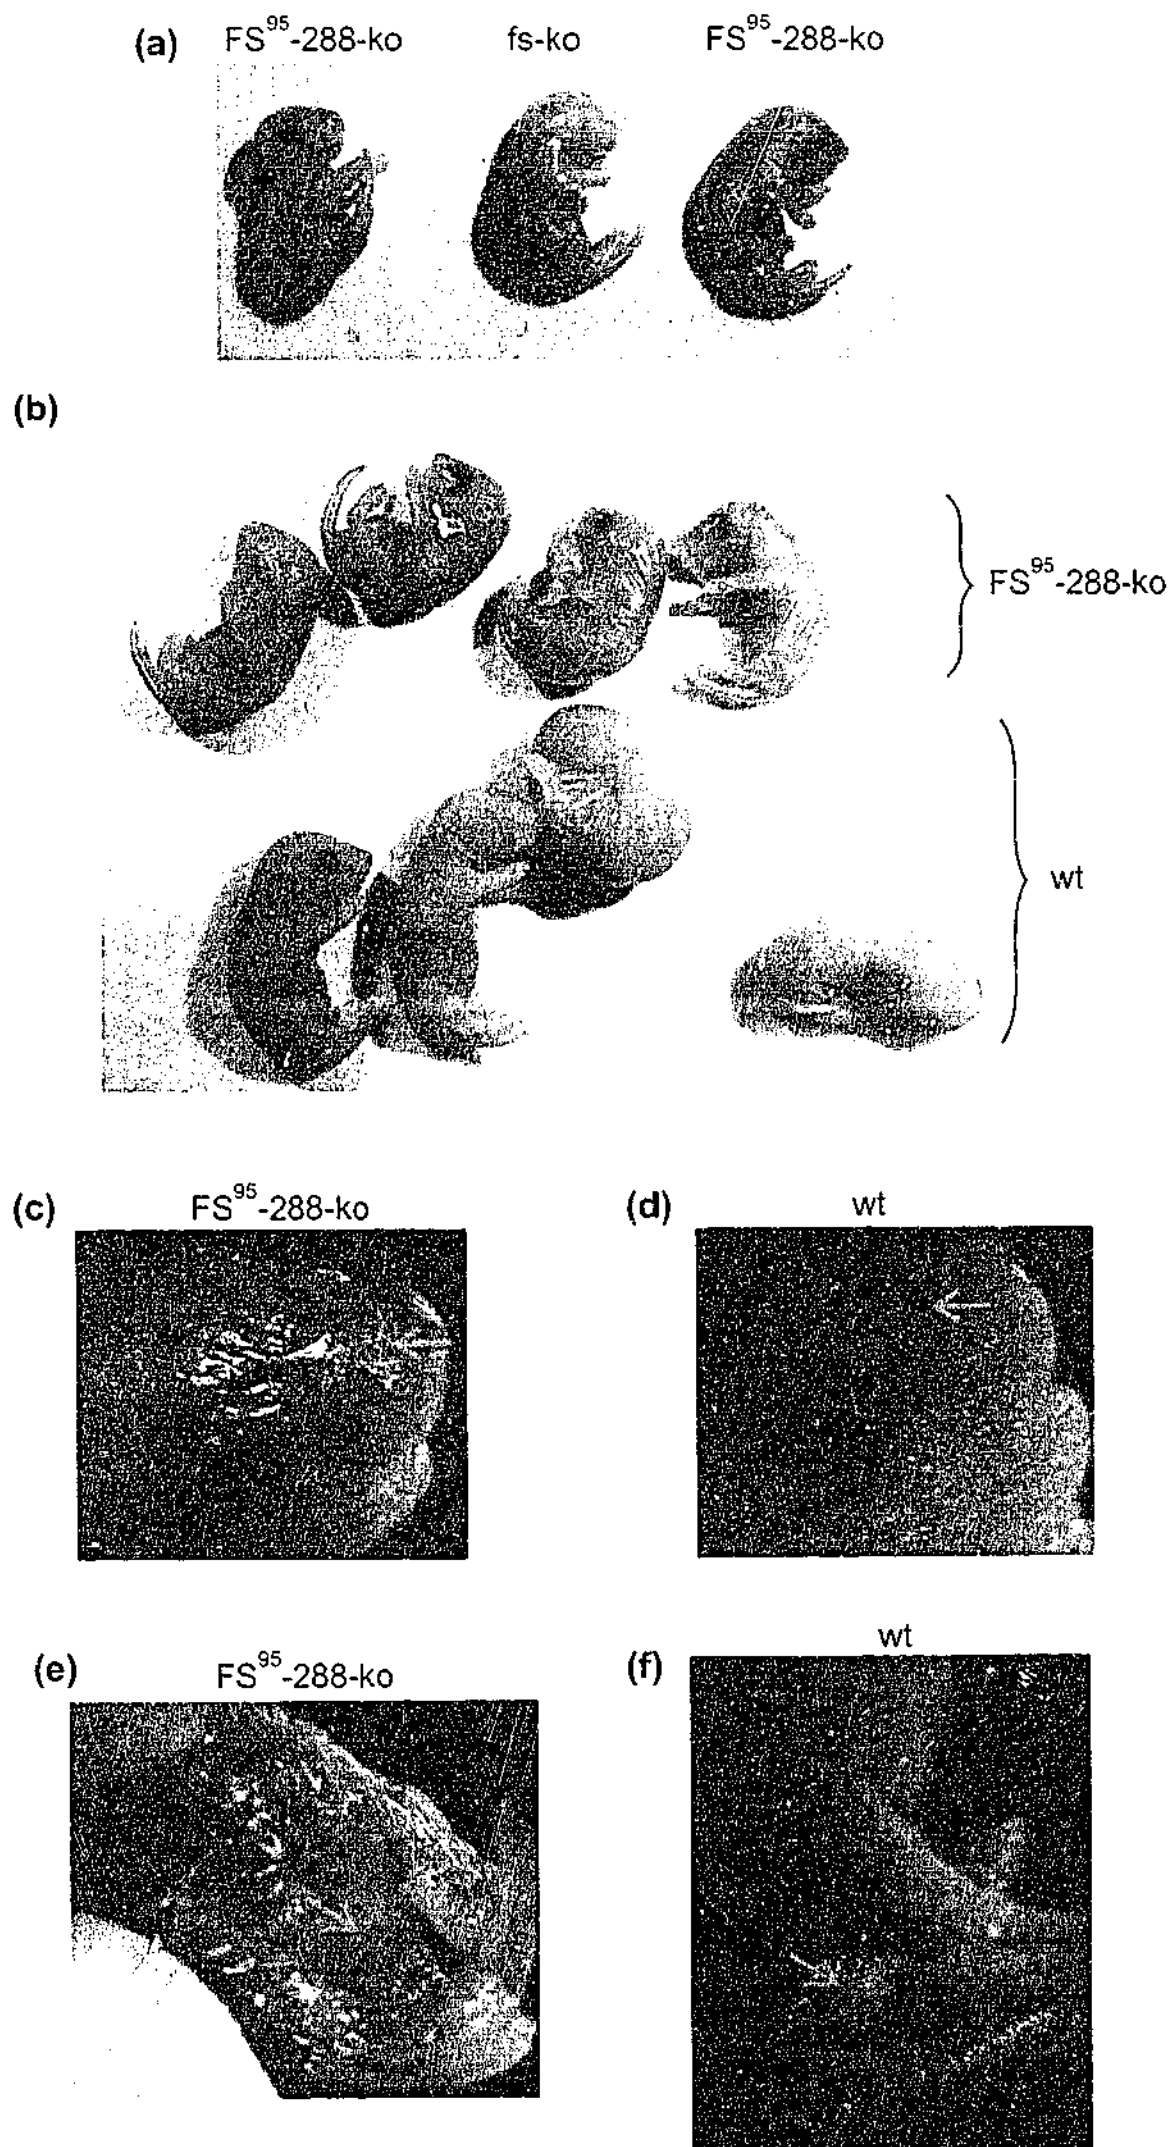 (a) FS⁹⁵-288-ko fs-ko FS⁹⁵-288-ko
(b)
FS⁹⁵-288-ko
wt
(c) FS⁹⁵-288-ko (d) wt
(e) FS⁹⁵-288-ko (f) wt